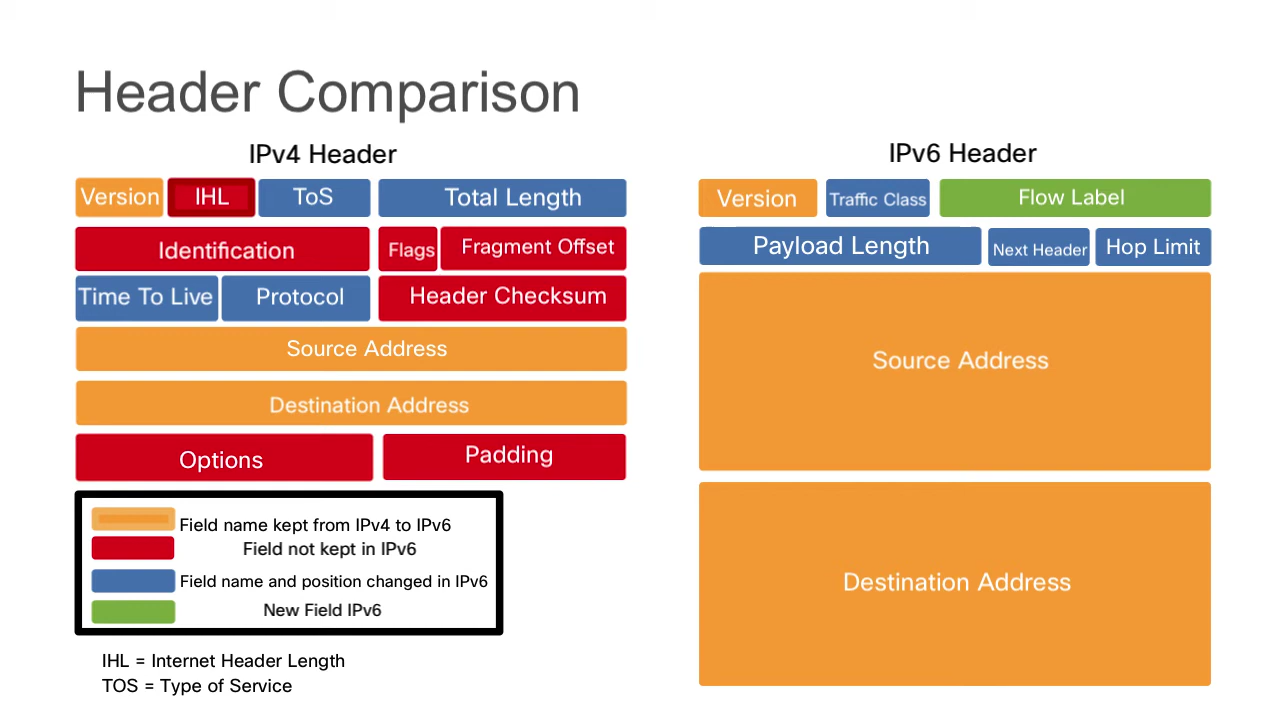 Header Comparison
IPv4 Header
Version IHL ToS Total Length
Identification Flags Fragment Offset
Time To Live Protocol Header Checksum
Source Address
Destination Address
Options Padding
Field name kept from IPv4 to IPv6
Field not kept in IPv6
Field name and position changed in IPv6
New Field IPv6
IHL = Internet Header Length
TOS = Type of Service
IPv6 Header
Version Traffic Class Flow Label
Payload Length Next Header Hop Limit
Source Address
Destination Address